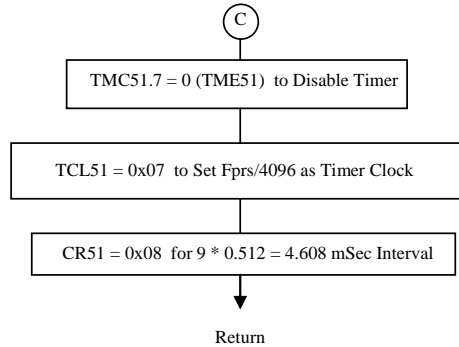 C
TMC51.7 = 0 (TME51) to Disable Timer
TCL51 = 0x07 to Set Fprs/4096 as Timer Clock
CR51 = 0x08 for 9 * 0.512 = 4.608 mSec Interval
Return